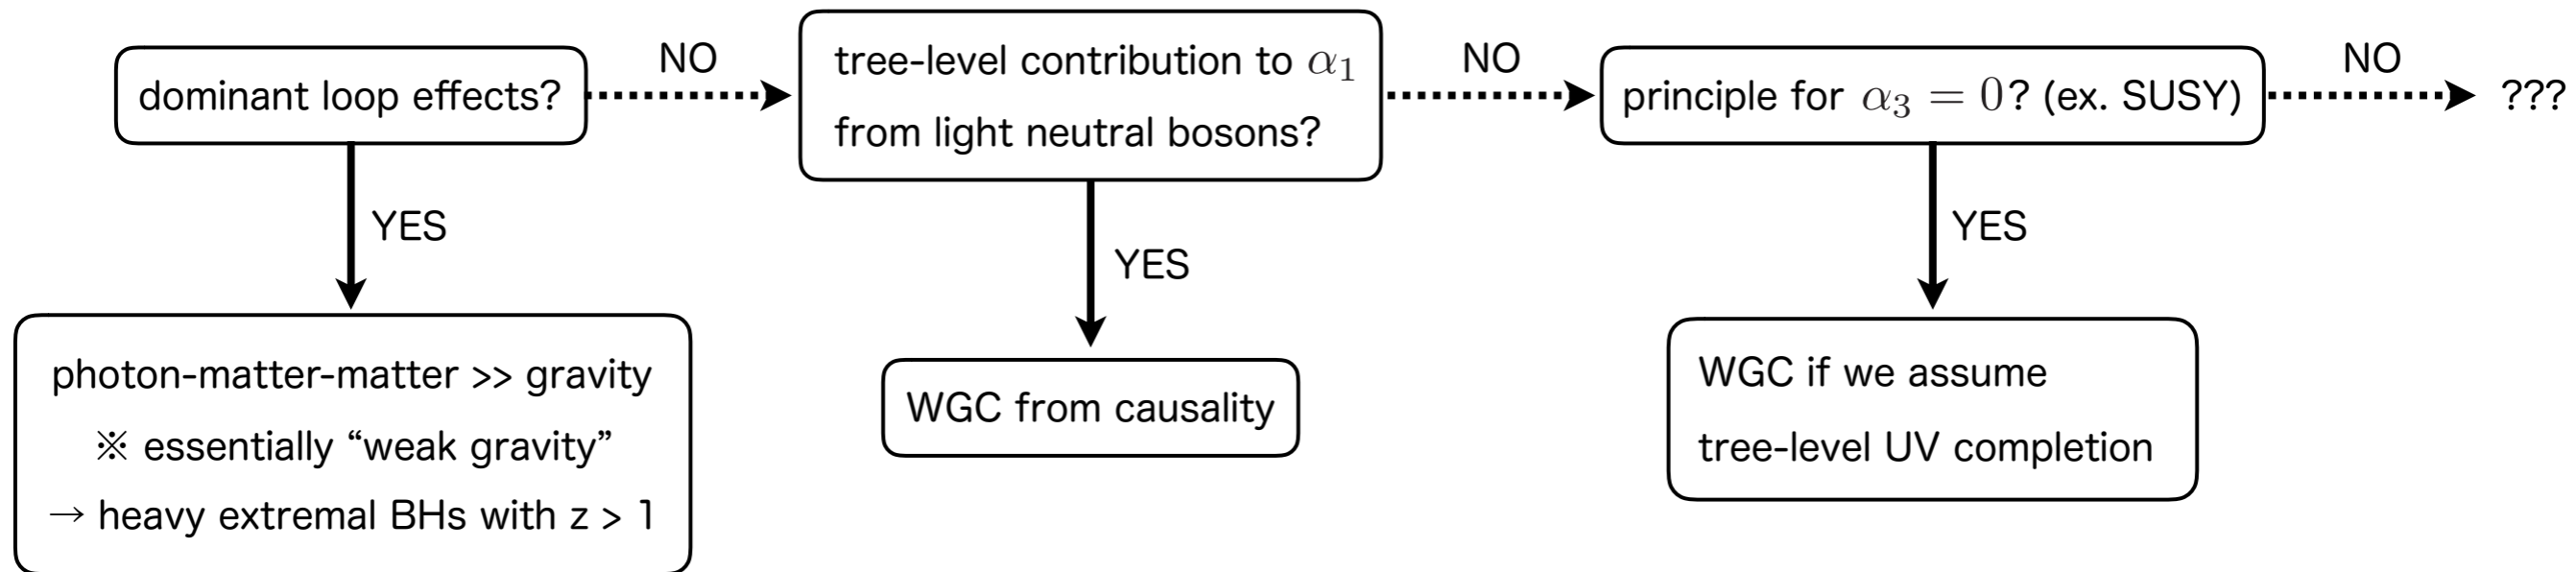 dominant loop effects?
NO
tree-level contribution to α₁
from light neutral bosons?
NO
principle for α₃ = 0? (ex. SUSY)
NO
???
YES
YES
YES
photon-matter-matter >> gravity
※ essentially “weak gravity”
→ heavy extremal BHs with z > 1
WGC from causality
WGC if we assume
tree-level UV completion